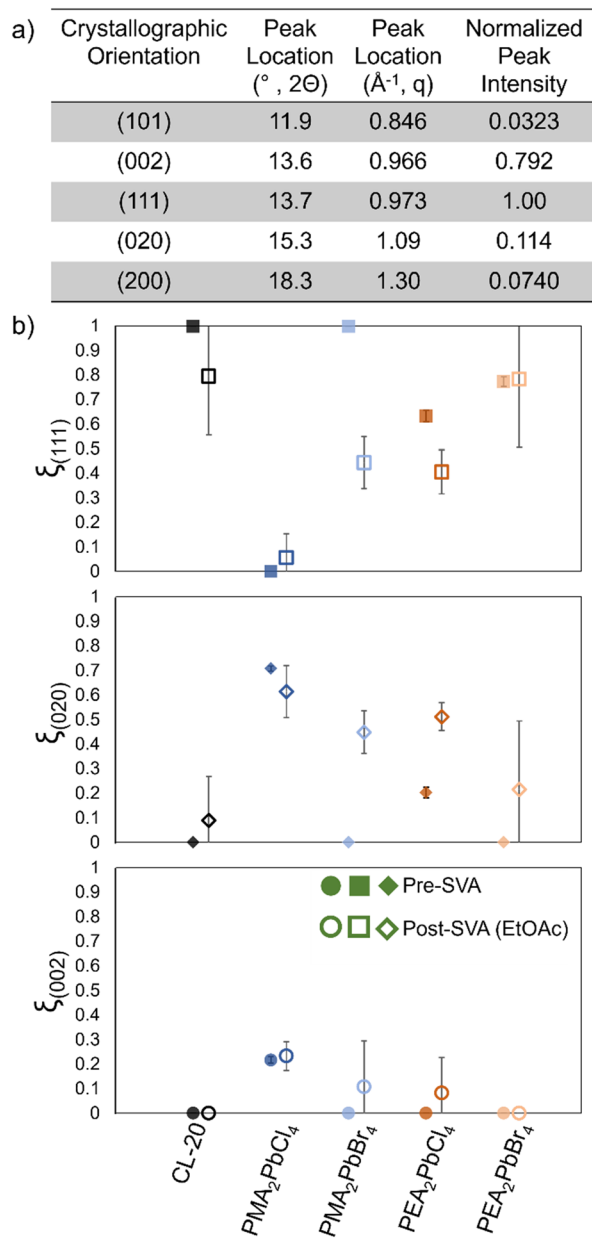 a)
Crystallographic Orientation Peak Location (° , 2Θ) Peak Location (Å-1, q) Normalized Peak Intensity
(101) 11.9 0.846 0.0323
(002) 13.6 0.966 0.792
(111) 13.7 0.973 1.00
(020) 15.3 1.09 0.114
(200) 18.3 1.30 0.0740
b)
ξ(111)
1
0.9
0.8
0.7
0.6
0.5
0.4
0.3
0.2
0.1
0
ξ(020)
1
0.9
0.8
0.7
0.6
0.5
0.4
0.3
0.2
0.1
0
ξ(002)
1
0.9
0.8
0.7
0.6
0.5
0.4
0.3
0.2
0.1
0
Pre-SVA
Post-SVA (EtOAc)
CL-20
PMA2PbCl4
PMA2PbBr4
PEA2PbCl4
PEA2PbBr4